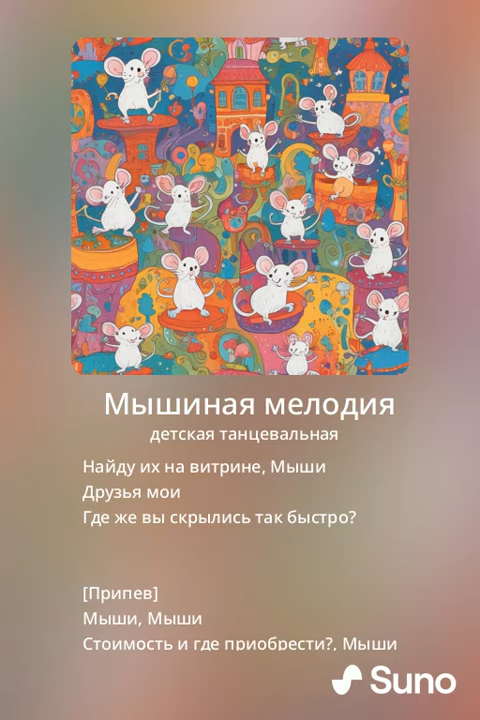 Мышиная мелодия
детская танцевальная
Найду их на витрине, Мыши
Друзья мои
Где же вы скрылись так быстро?
[Припев]
Мыши, Мыши
Стоимость и где приобрести?, Мыши
Suno